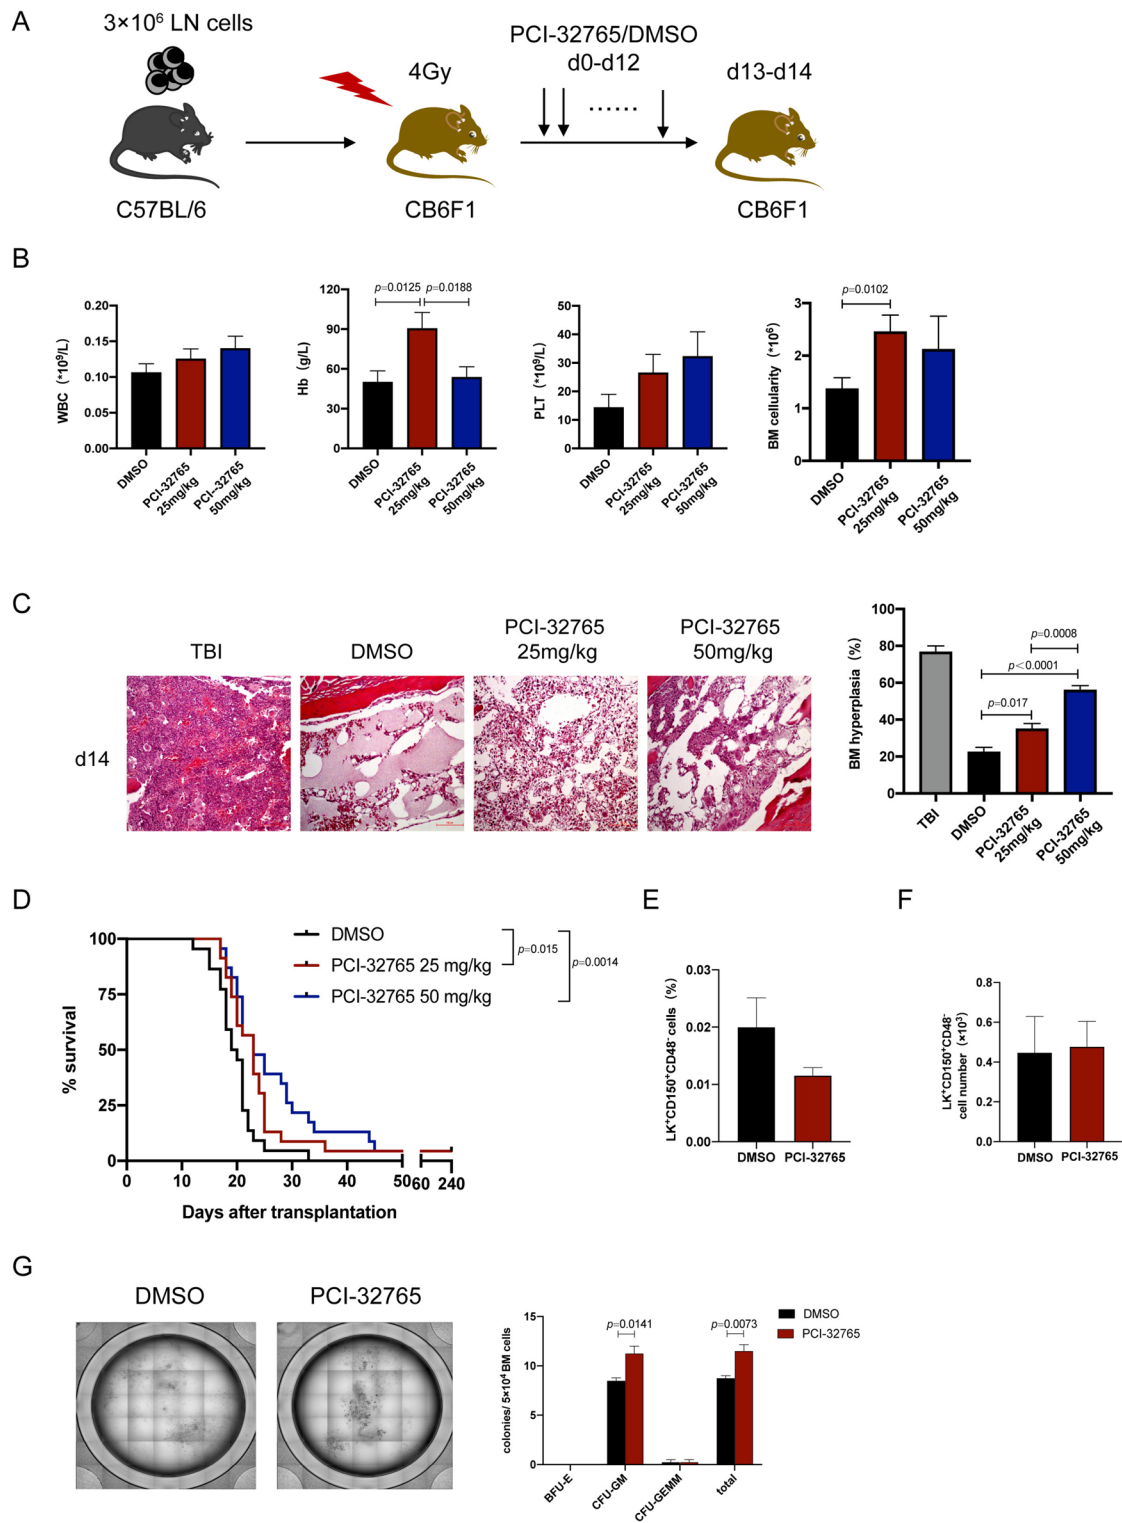 A
3×10⁶ LN cells
C57BL/6
4Gy
CB6F1
PCI-32765/DMSO
d0-d12
......
d13-d14
CB6F1
B
WBC (*10⁹/L)
0.20
0.15
0.10
0.05
0.00
DMSO
PCI-32765
25mg/kg
PCI--32765
50mg/kg
Hb (g/L)
120
90
60
30
0
p=0.0125
p=0.0188
DMSO
PCI-32765
25mg/kg
PCI-32765
50mg/kg
PLT (*10⁹/L)
50
40
30
20
10
0
DMSO
PCI-32765
25mg/kg
PCI-32765
50mg/kg
BM cellularity (*10⁶)
3
2
1
0
p=0.0102
DMSO
PCI-32765
25mg/kg
PCI-32765
50mg/kg
C
TBI
DMSO
PCI-32765
25mg/kg
PCI-32765
50mg/kg
d14
BM hyperplasia (%)
100
80
60
40
20
0
p=0.0008
p<0.0001
p=0.017
TBI
DMSO
PCI-32765
25mg/kg
PCI-32765
50mg/kg
D
% survival
100
75
50
25
0
0
10
20
30
40
50
60
240
Days after transplantation
DMSO
PCI-32765 25 mg/kg
PCI-32765 50 mg/kg
p=0.015
p=0.0014
E
LK⁺CD150⁺CD48⁻ cells (%)
0.03
0.02
0.01
0.00
DMSO
PCI-32765
F
LK⁺CD150⁺CD48⁻
cell number (×10³)
0.8
0.6
0.4
0.2
0.0
DMSO
PCI-32765
G
DMSO
PCI-32765
colonies/ 5×10⁴ BM cells
15
10
5
0
p=0.0141
p=0.0073
BFU-E
CFU-GM
CFU-GEMM
total
DMSO
PCI-32765